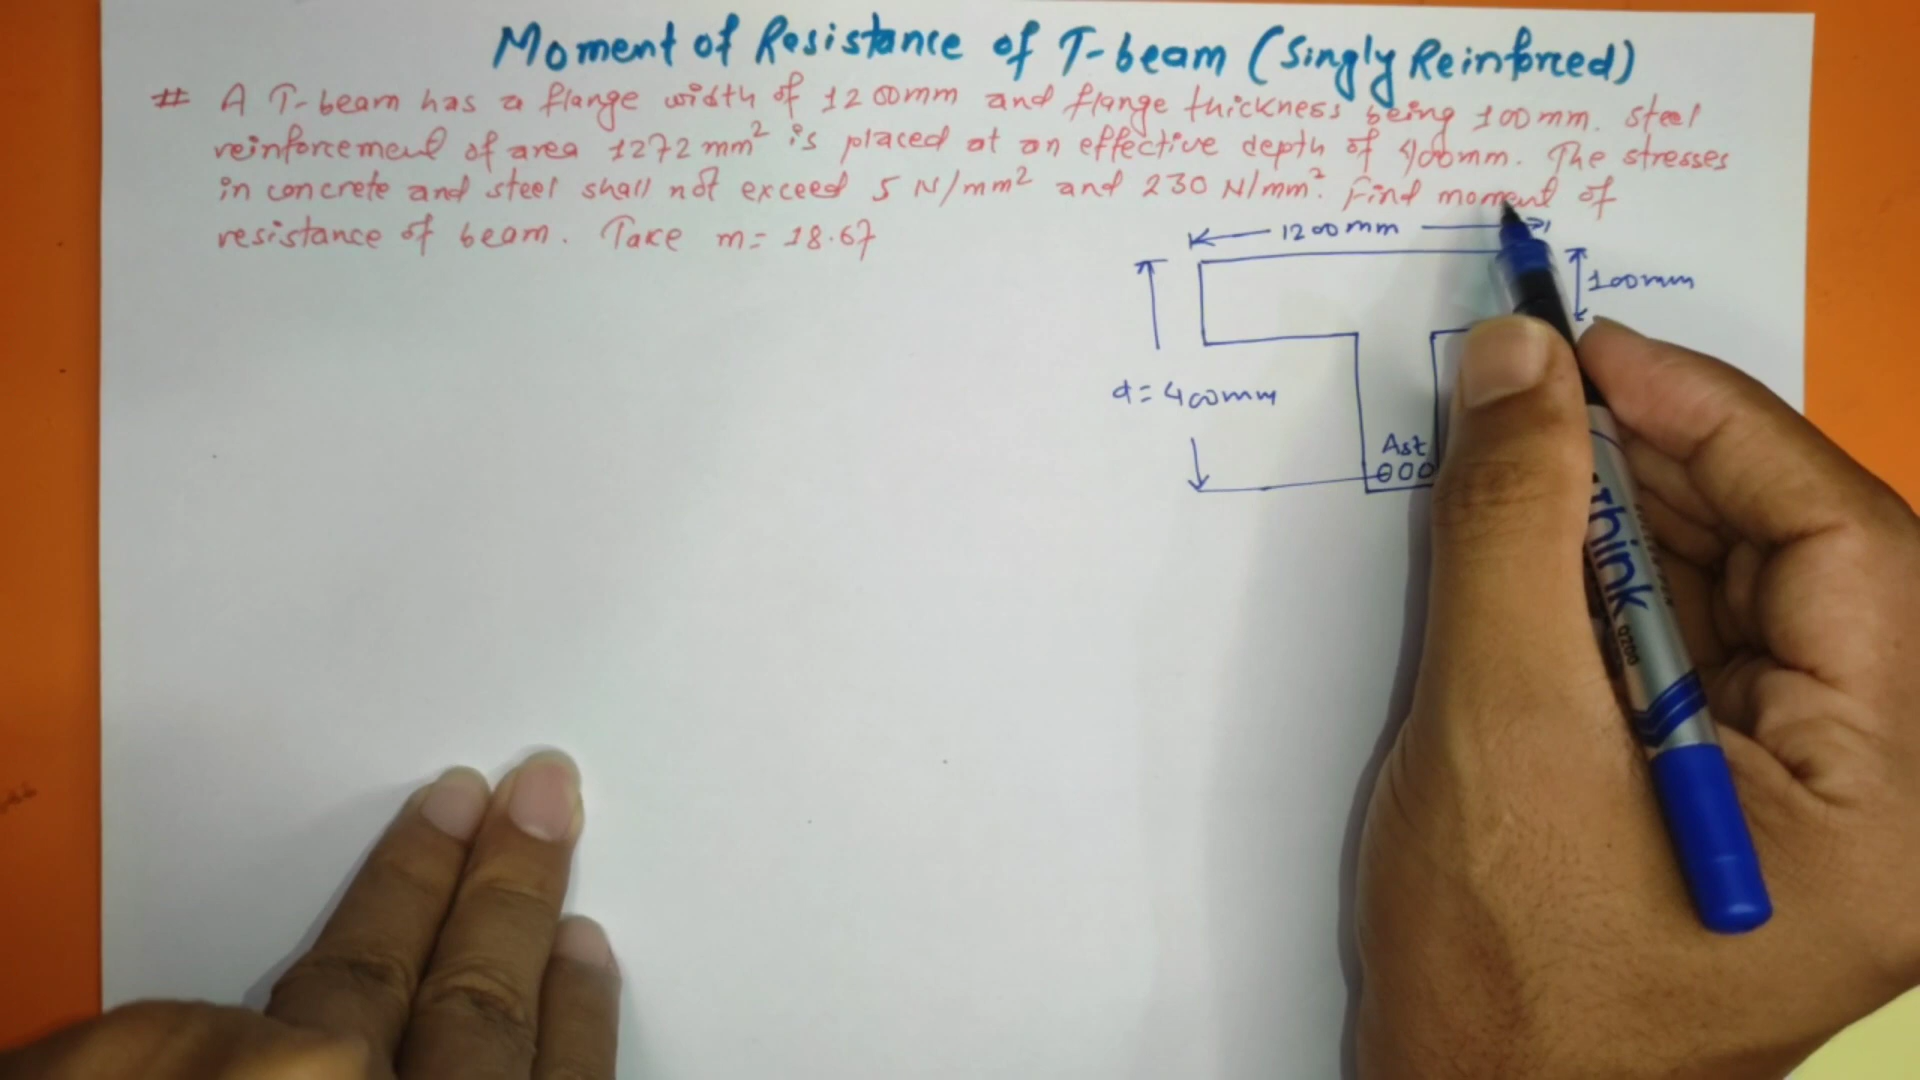 Moment of Resistance of T-beam (Singly Reinforced)
# A T-beam has a flange width of 1200mm and flange thickness being 100mm. Steel
reinforcement of area 1272mm² is placed at an effective depth of 400mm. The stresses
in concrete and steel shall not exceed 5 N/mm² and 230 N/mm². Find moment of
resistance of beam. Take m = 18.67
1200mm
100mm
d = 400mm
Ast
think
0200